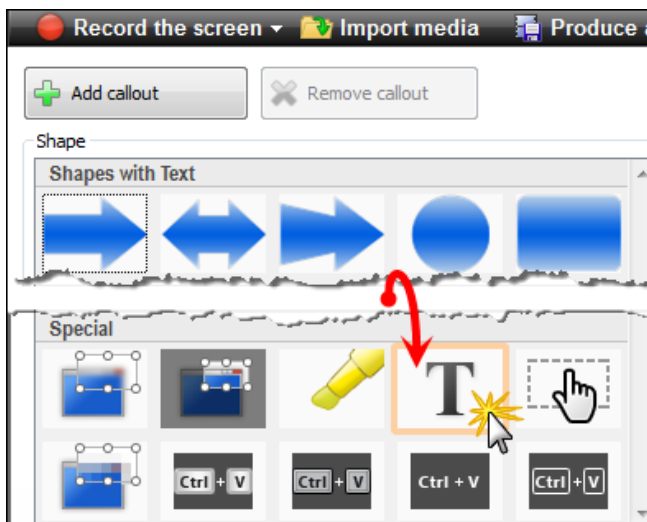 Record the screen Import media Produce a
Add callout Remove callout
Shape
Shapes with Text
Special
T
Ctrl + V Ctrl + V Ctrl + V Ctrl + V